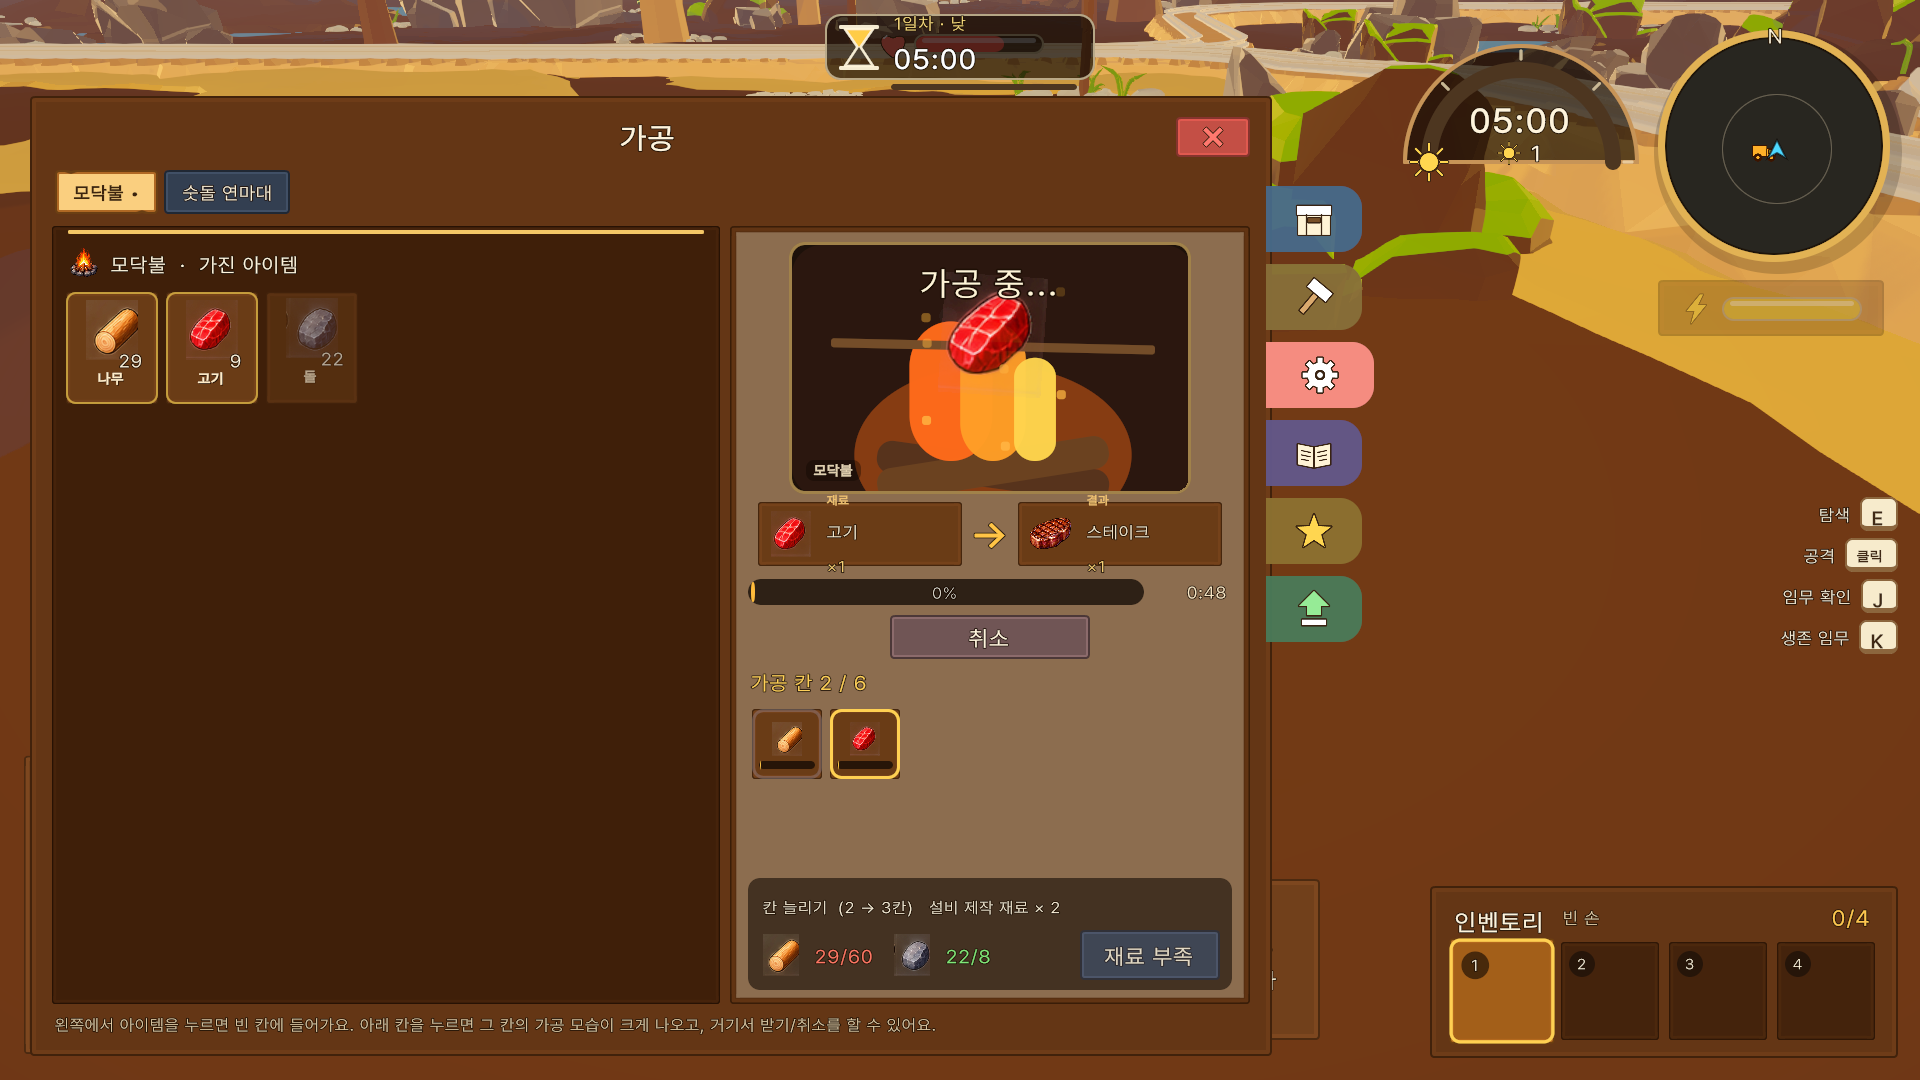 1일차 · 낮
05:00
N
05:00
1
가공
모닥불 •
숫돌 연마대
모닥불 · 가진 아이템
29
나무
9
고기
22
돌
가공 중...
모닥불
재료
고기
×1
결과
스테이크
×1
0%
0:48
취소
가공 칸 2 / 6
칸 늘리기 (2 → 3칸) 설비 제작 재료 × 2
29/60
22/8
재료 부족
왼쪽에서 아이템을 누르면 빈 칸에 들어가요. 아래 칸을 누르면 그 칸의 가공 모습이 크게 나오고, 거기서 받기/취소를 할 수 있어요.
탐색 E
공격 클릭
임무 확인 J
생존 임무 K
인벤토리 빈 손 0/4
1
2
3
4